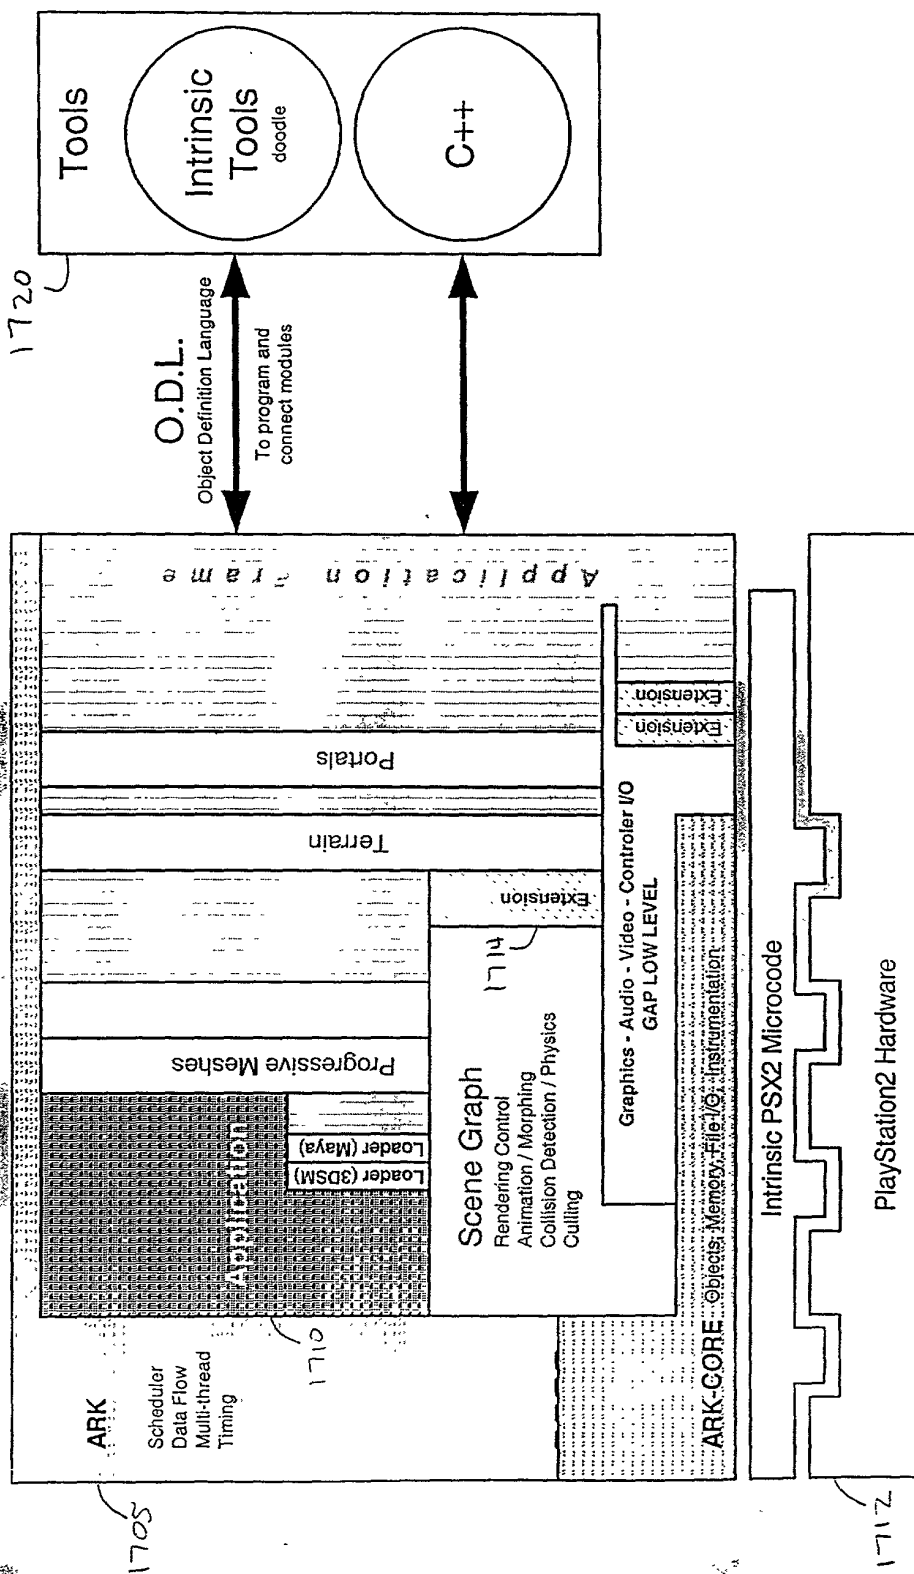 1720
Tools
Intrinsic
Tools
doodle
C++
O.D.L.
Object Definition Language
To program and
connect modules
Application Frame
Portals
Terrain
Extension
1714
Progressive Meshes
Application
Loader (Maya)
Loader (3DSM)
1710
Scene Graph
Rendering Control
Animation / Morphing
Collision Detection / Physics
Culling
Extension
Extension
Graphics - Audio - Video - Controler I/O
GAP LOW LEVEL
ARK
Scheduler
Data Flow
Multi-thread
Timing
1705
ARK-CORE Objects, Memory, File I/O, Instrumentation
Intrinsic PSX2 Microcode
PlayStation2 Hardware
1712